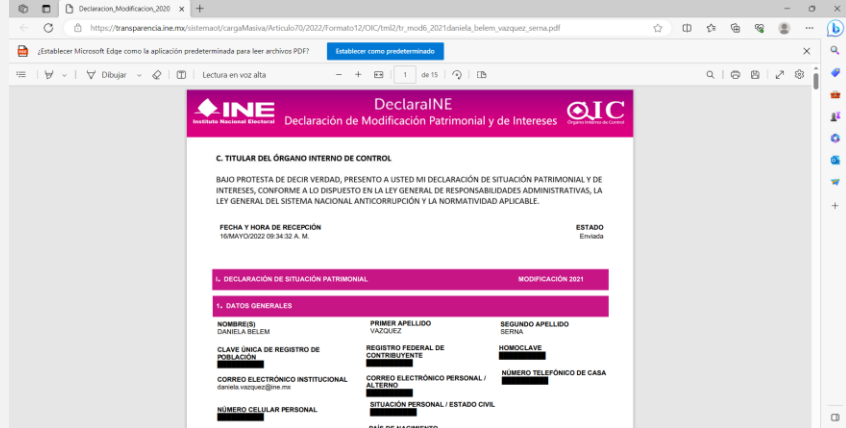 Declaracion_Modificacion_2020
https://transparencia.ine.mx/sistemaot/cargaMasiva/Articulo70/2022/Formato12/OIC/tml2/tr_mod6_2021daniela_belem_vazquez_serna.pdf
¿Establecer Microsoft Edge como la aplicación predeterminada para leer archivos PDF?
Establecer como predeterminado
Dibujar
Lectura en voz alta
1 de 15
INE
Instituto Nacional Electoral
DeclaraINE
Declaración de Modificación Patrimonial y de Intereses
OIC
Órgano Interno de Control
C. TITULAR DEL ÓRGANO INTERNO DE CONTROL
BAJO PROTESTA DE DECIR VERDAD, PRESENTO A USTED MI DECLARACIÓN DE SITUACIÓN PATRIMONIAL Y DE
INTERESES, CONFORME A LO DISPUESTO EN LA LEY GENERAL DE RESPONSABILIDADES ADMINISTRATIVAS, LA
LEY GENERAL DEL SISTEMA NACIONAL ANTICORRUPCIÓN Y LA NORMATIVIDAD APLICABLE.
FECHA Y HORA DE RECEPCIÓN
16/MAYO/2022 09:34:32 A. M.
ESTADO
Enviada
I. DECLARACIÓN DE SITUACIÓN PATRIMONIAL
MODIFICACIÓN 2021
1. DATOS GENERALES
NOMBRE(S)
DANIELA BELEM
PRIMER APELLIDO
VAZQUEZ
SEGUNDO APELLIDO
SERNA
CLAVE ÚNICA DE REGISTRO DE
POBLACIÓN
REGISTRO FEDERAL DE
CONTRIBUYENTE
HOMOCLAVE
CORREO ELECTRÓNICO INSTITUCIONAL
daniela.vazquez@ine.mx
CORREO ELECTRÓNICO PERSONAL /
ALTERNO
NÚMERO TELEFÓNICO DE CASA
NÚMERO CELULAR PERSONAL
SITUACIÓN PERSONAL / ESTADO CIVIL
PAÍS DE NACIMIENTO